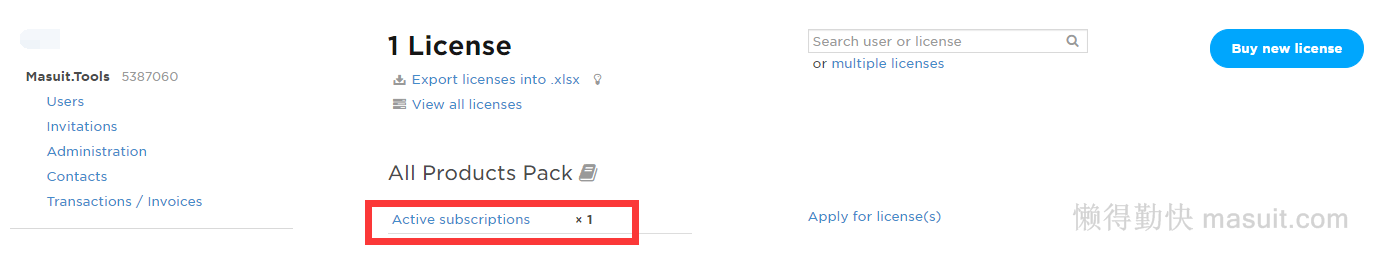 Masuit.Tools 5387060
Users
Invitations
Administration
Contacts
Transactions / Invoices
1 License
Export licenses into .xlsx
View all licenses
All Products Pack
Active subscriptions × 1
Search user or license
or multiple licenses
Apply for license(s)
Buy new license
懒得勤快 masuit.com